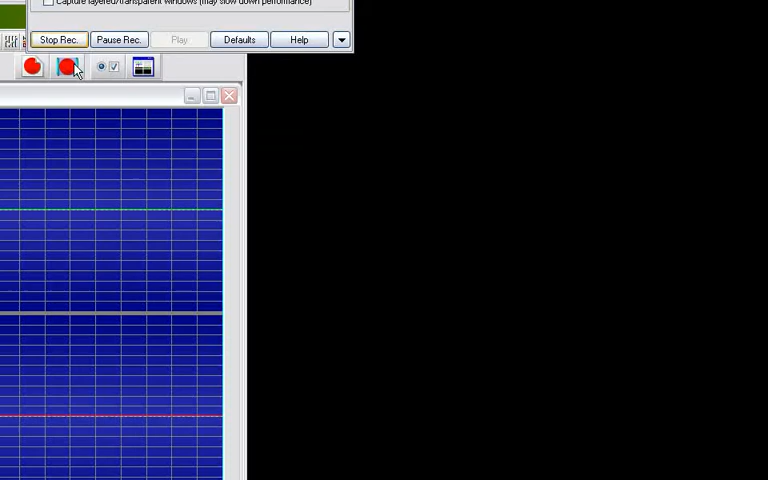 Capture layered/transparent windows (may slow down performance)
Stop Rec. Pause Rec. Play Defaults Help